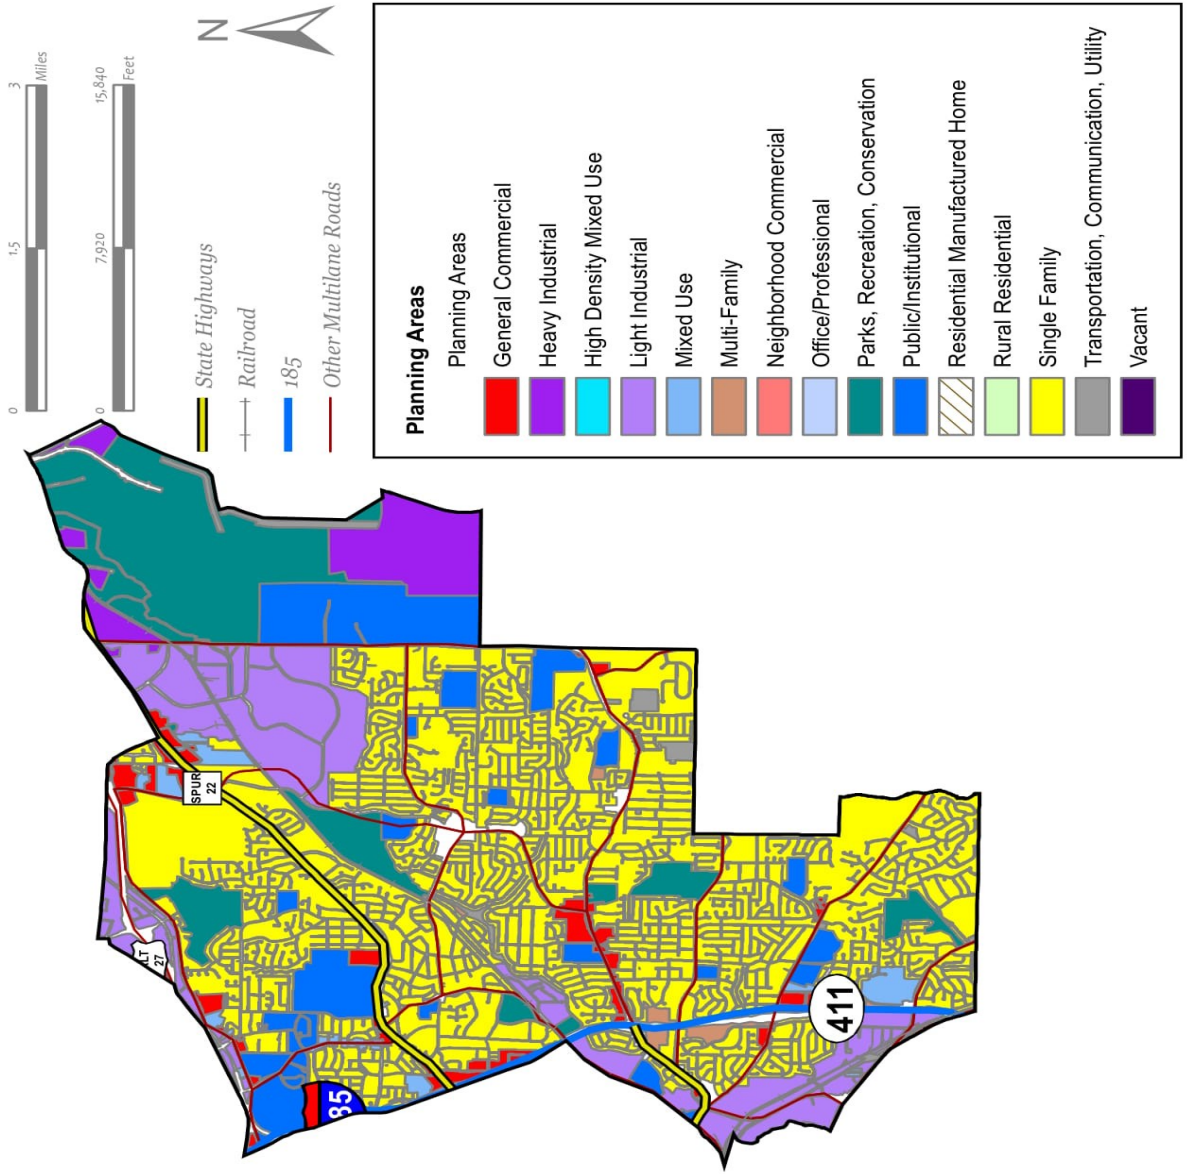 0
1.5
3
Miles
0
7,920
15,840
Feet
N
State Highways
Railroad
185
Other Multilane Roads
Planning Areas
Planning Areas
General Commercial
Heavy Industrial
High Density Mixed Use
Light Industrial
Mixed Use
Multi-Family
Neighborhood Commercial
Office/Professional
Parks, Recreation, Conservation
Public/Institutional
Residential Manufactured Home
Rural Residential
Single Family
Transportation, Communication, Utility
Vacant
SPUR
22
LT
27
85
411